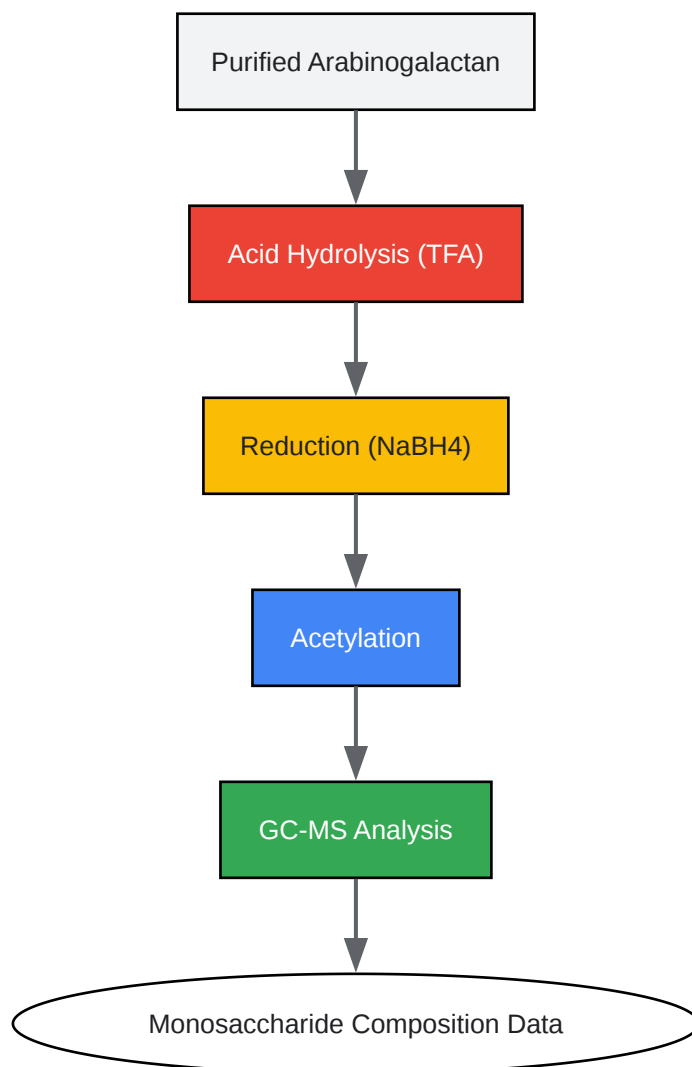 Purified Arabinogalactan
Acid Hydrolysis (TFA)
Reduction (NaBH4)
Acetylation
GC-MS Analysis
Monosaccharide Composition Data